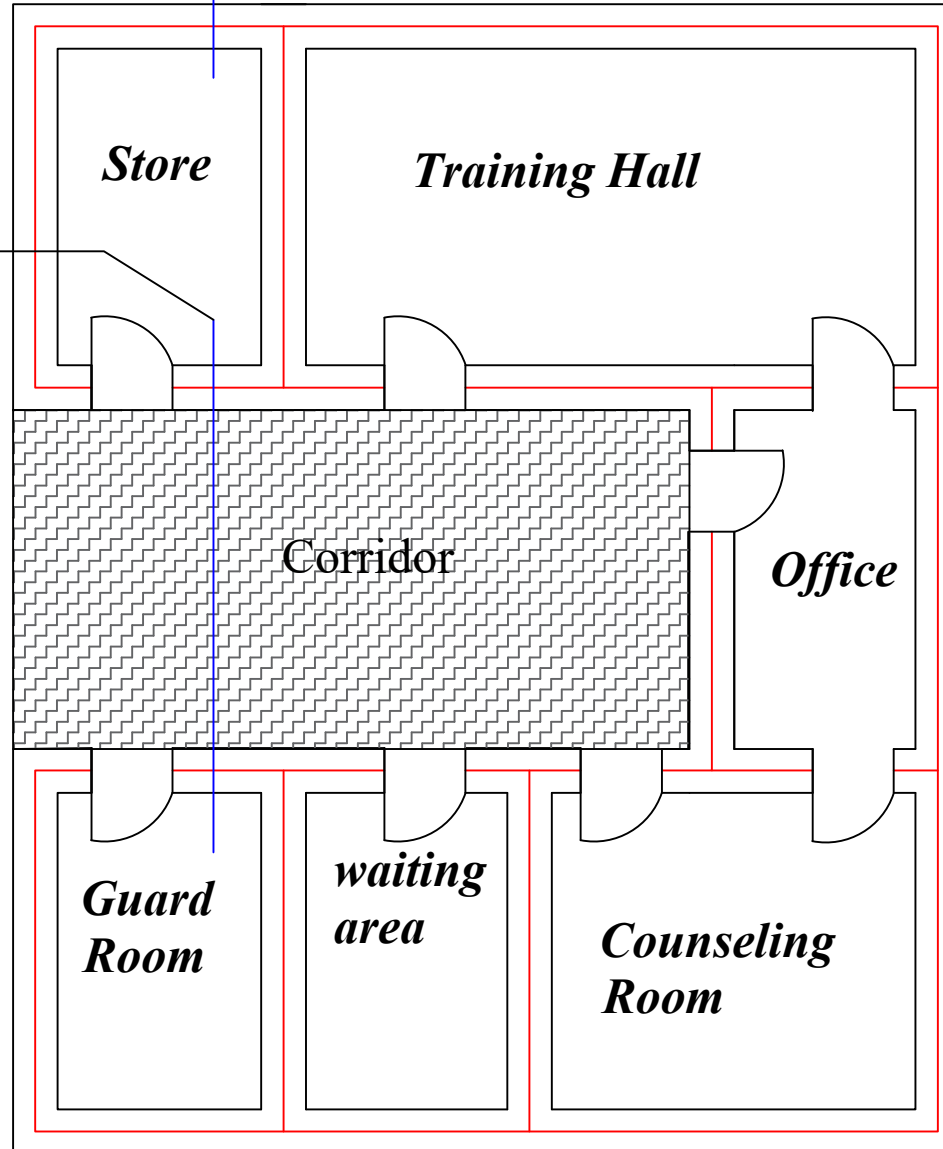 Store
Training Hall
Corridor
Office
Guard
Room
waiting
area
Counseling
Room